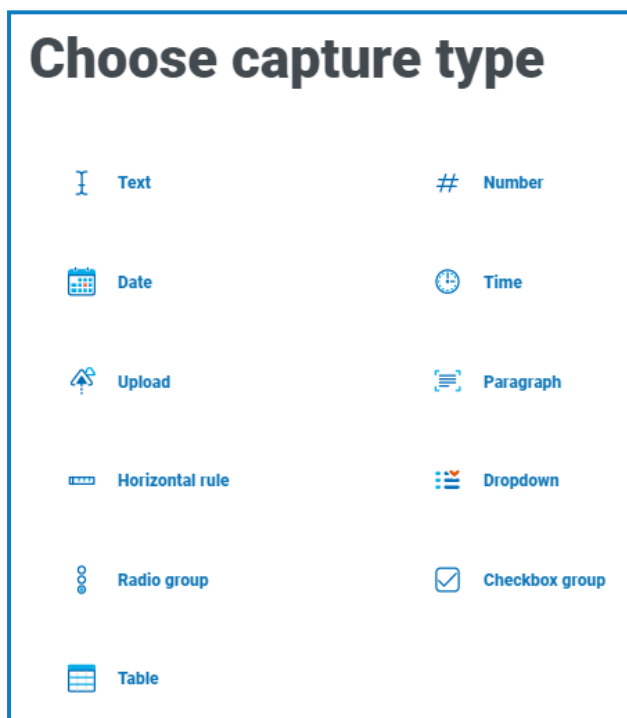 Choose capture type
Text
Number
Date
Time
Upload
Paragraph
Horizontal rule
Dropdown
Radio group
Checkbox group
Table